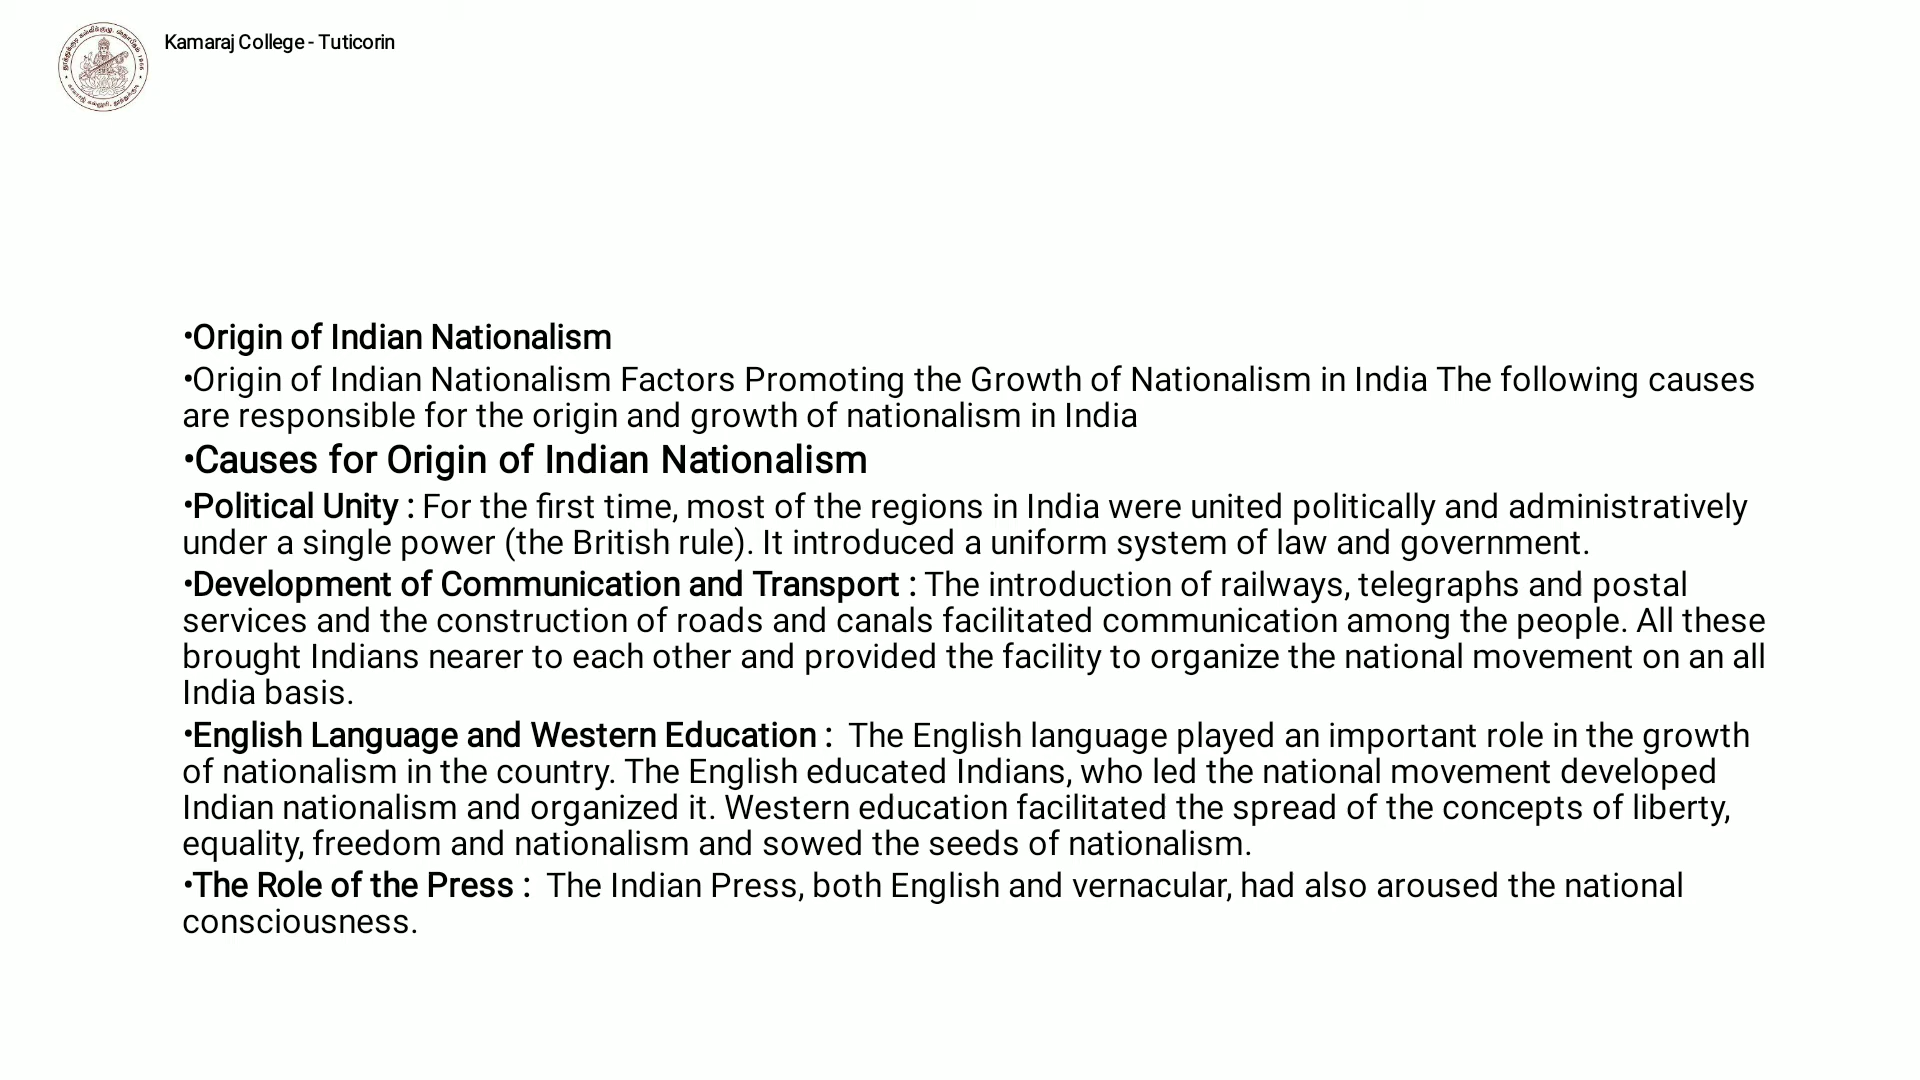 Kamaraj College - Tuticorin
•Origin of Indian Nationalism
•Origin of Indian Nationalism Factors Promoting the Growth of Nationalism in India The following causes
are responsible for the origin and growth of nationalism in India
•Causes for Origin of Indian Nationalism
•Political Unity : For the first time, most of the regions in India were united politically and administratively
under a single power (the British rule). It introduced a uniform system of law and government.
•Development of Communication and Transport : The introduction of railways, telegraphs and postal
services and the construction of roads and canals facilitated communication among the people. All these
brought Indians nearer to each other and provided the facility to organize the national movement on an all
India basis.
•English Language and Western Education :  The English language played an important role in the growth
of nationalism in the country. The English educated Indians, who led the national movement developed
Indian nationalism and organized it. Western education facilitated the spread of the concepts of liberty,
equality, freedom and nationalism and sowed the seeds of nationalism.
•The Role of the Press :  The Indian Press, both English and vernacular, had also aroused the national
consciousness.